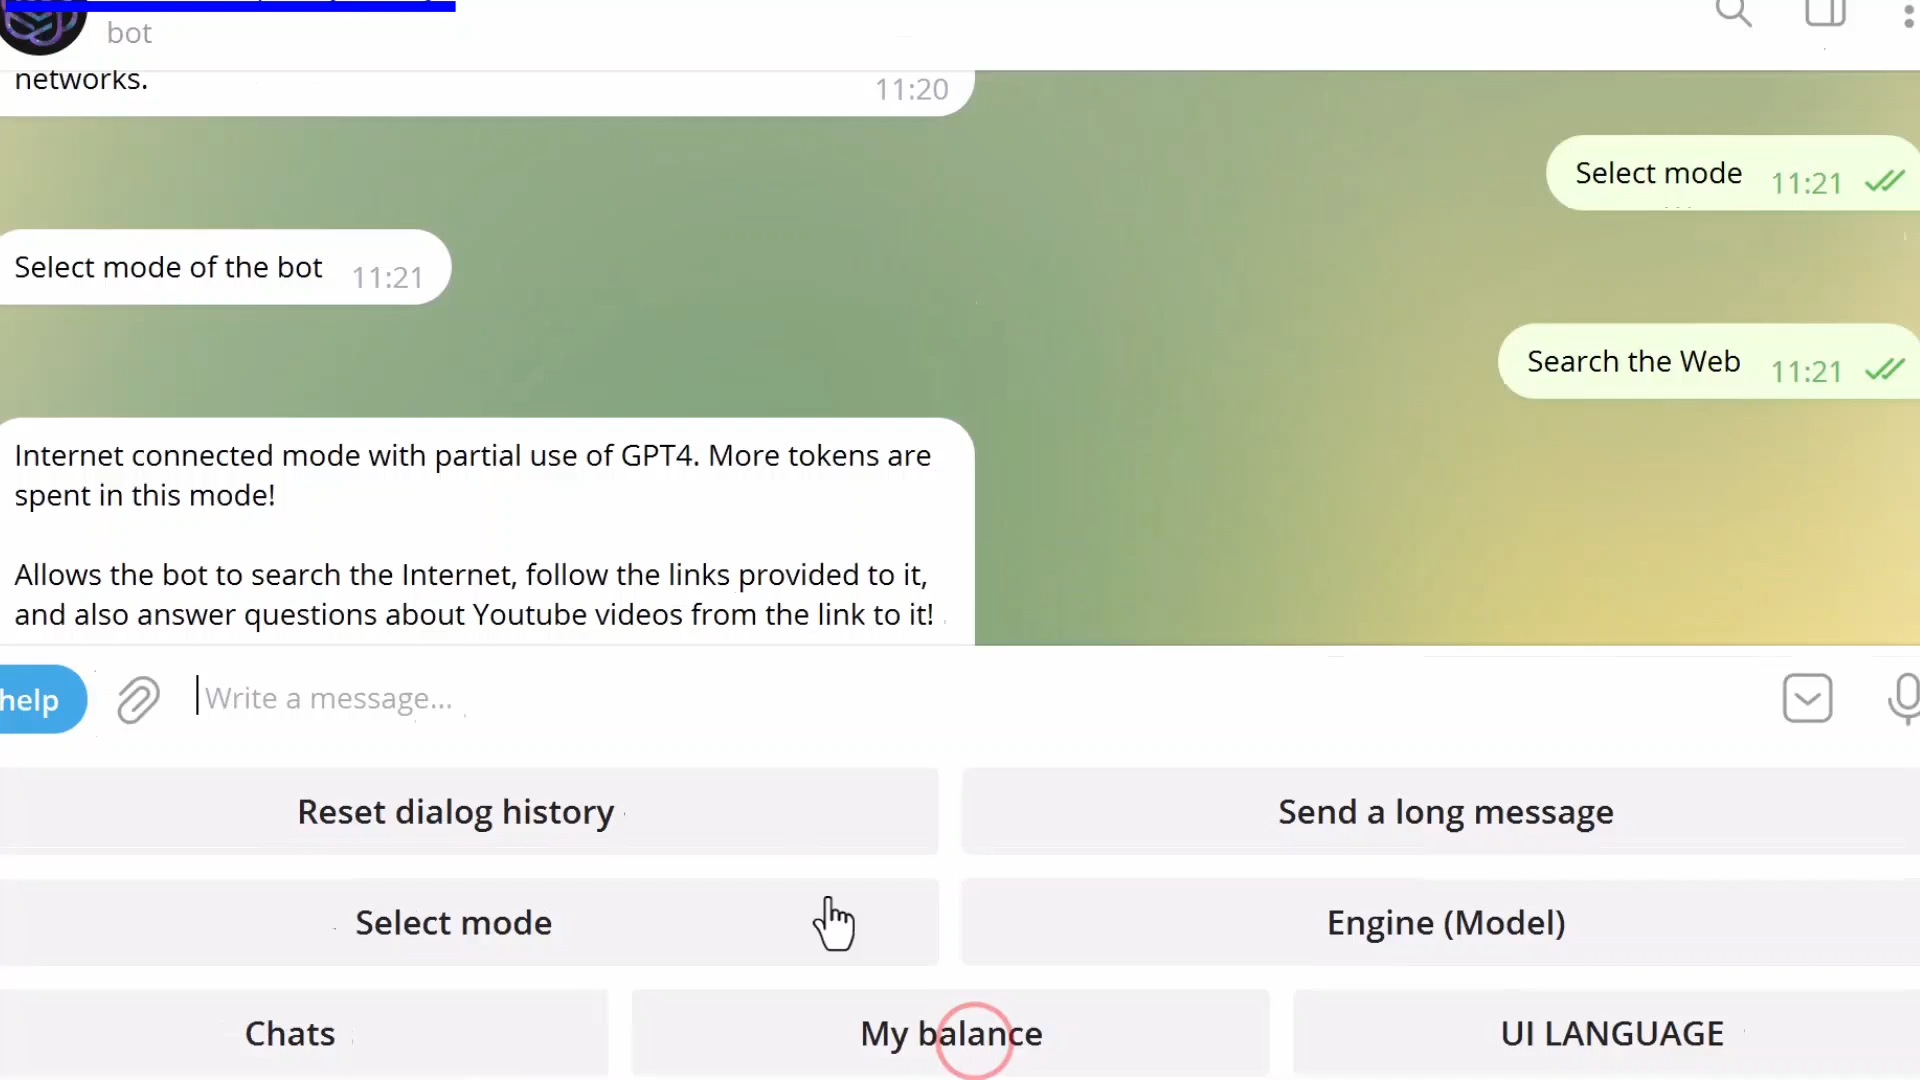 bot
networks.
11:20
Select mode 11:21
Select mode of the bot 11:21
Search the Web 11:21
Internet connected mode with partial use of GPT4. More tokens are
spent in this mode!
Allows the bot to search the Internet, follow the links provided to it,
and also answer questions about Youtube videos from the link to it!
help
Write a message...
Reset dialog history
Send a long message
Select mode
Engine (Model)
Chats
My balance
UI LANGUAGE